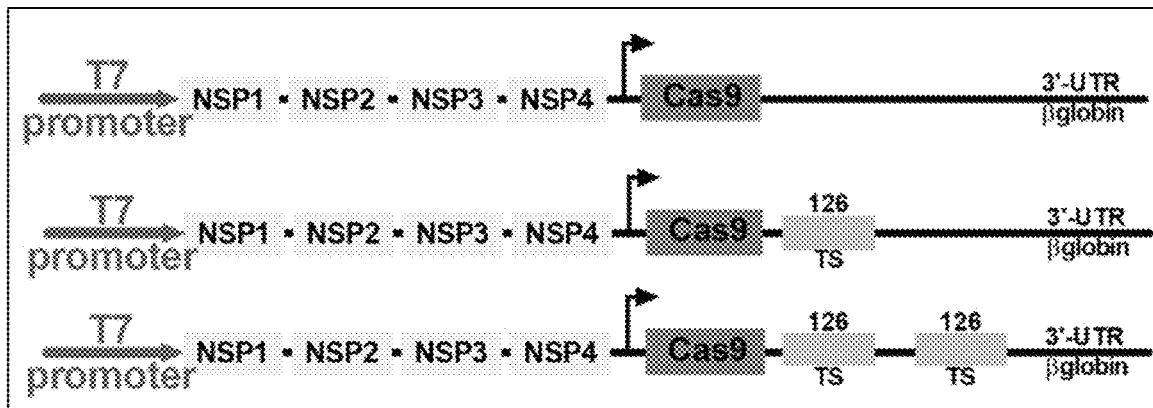 T7
promoter
NSP1 - NSP2 - NSP3 - NSP4
Cas9
3'-UTR
βglobin
T7
promoter
NSP1 - NSP2 - NSP3 - NSP4
Cas9
126
TS
3'-UTR
βglobin
T7
promoter
NSP1 - NSP2 - NSP3 - NSP4
Cas9
126
TS
126
TS
3'-UTR
βglobin